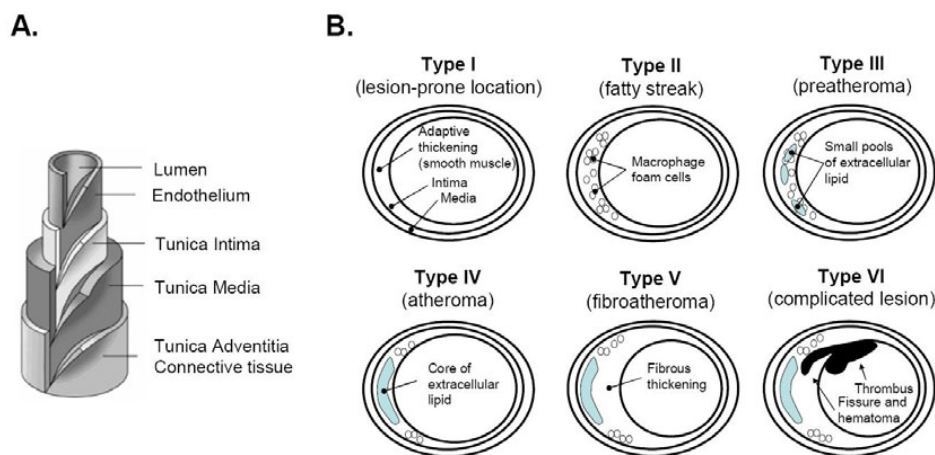 A.
Lumen
Endothelium
Tunica Intima
Tunica Media
Tunica Adventitia
Connective tissue
B.
Type I
(lesion-prone location)
Adaptive
thickening
(smooth muscle)
Intima
Media
Type II
(fatty streak)
Macrophage
foam cells
Type III
(preatheroma)
Small pools
of extracellular
lipid
Type IV
(atheroma)
Core of
extracellular
lipid
Type V
(fibroatheroma)
Fibrous
thickening
Type VI
(complicated lesion)
Thrombus
Fissure and
hematoma